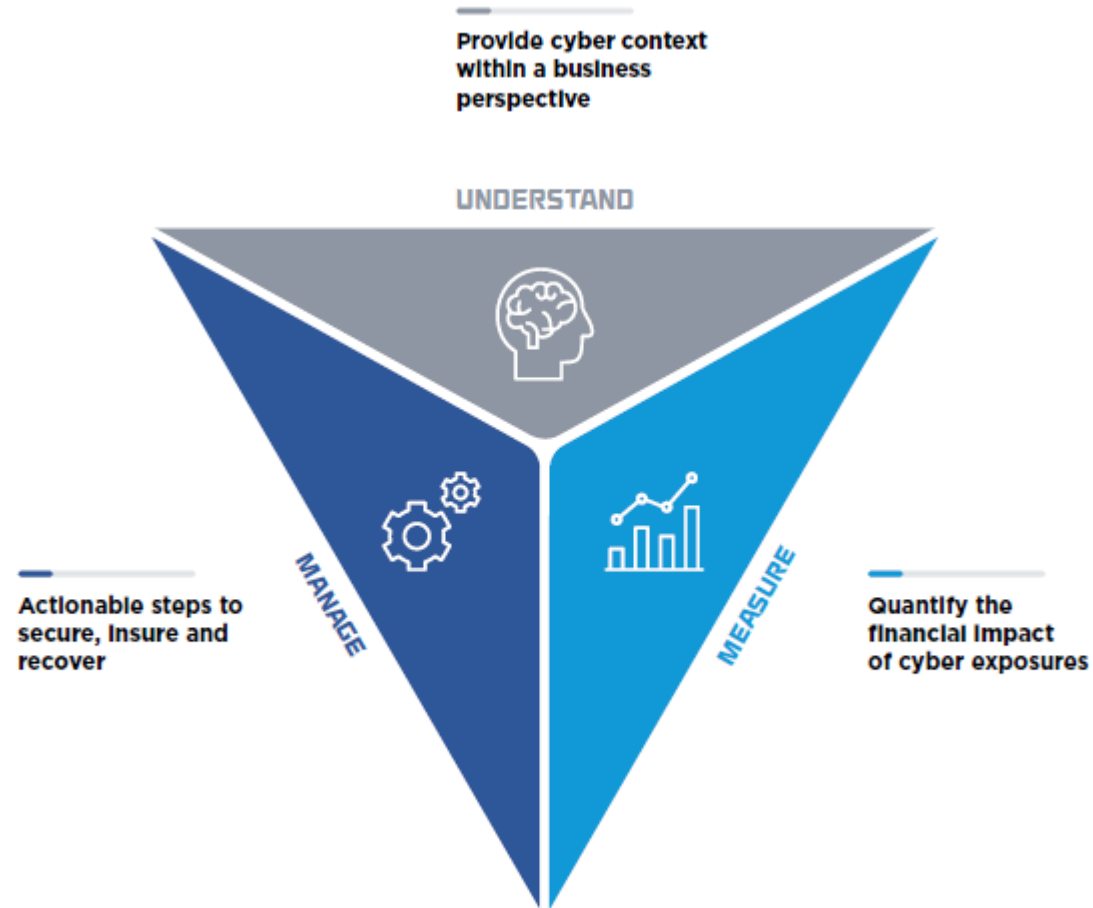 Provide cyber context
within a business
perspective
UNDERSTAND
MANAGE
MEASURE
Actionable steps to
secure, insure and
recover
Quantify the
financial impact
of cyber exposures